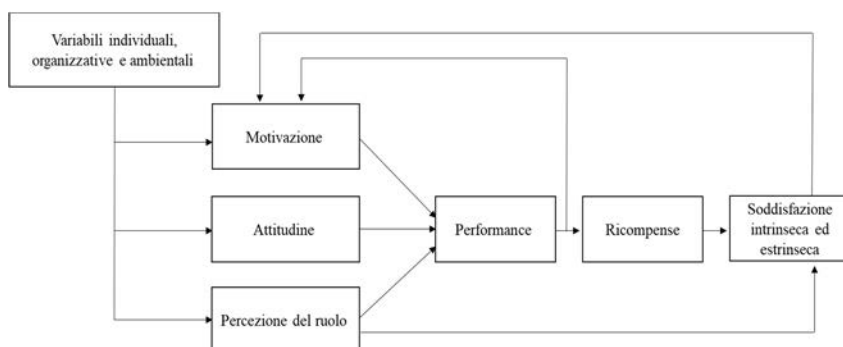 Variabili individuali,
organizzative e ambientali
Motivazione
Attitudine
Performance
Ricompense
Soddisfazione
intrinseca ed
estrinseca
Percezione del ruolo